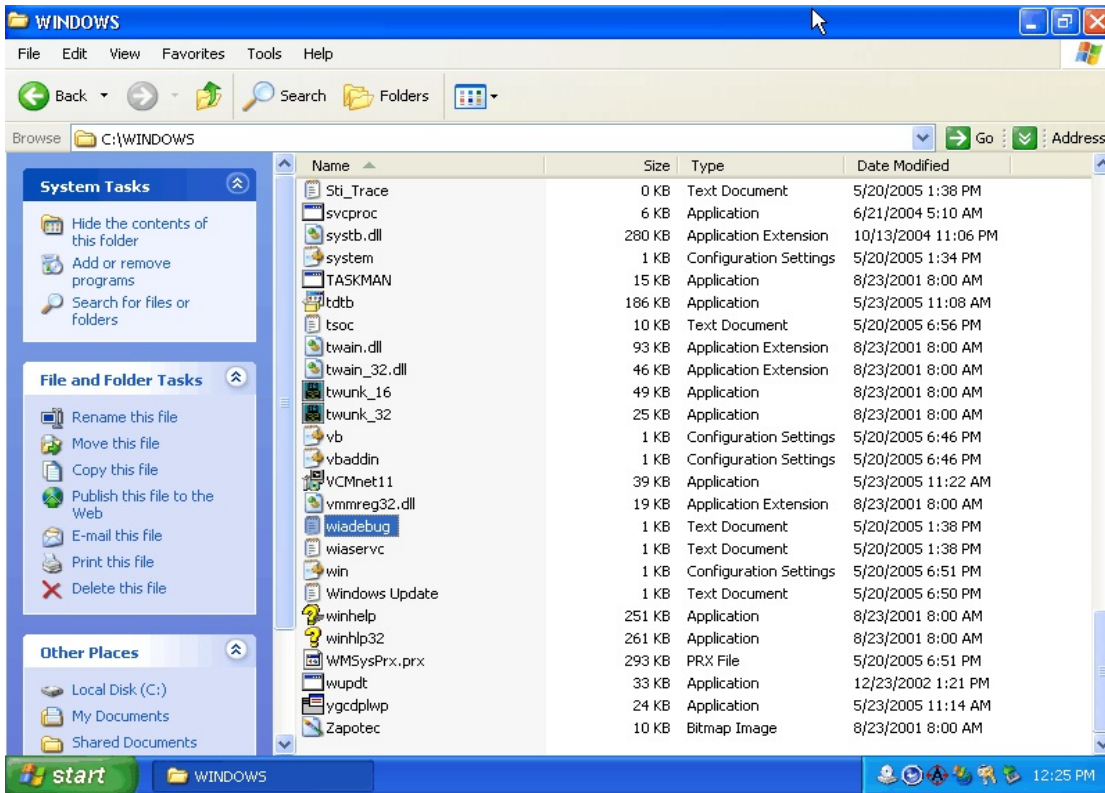 WINDOWS
File Edit View Favorites Tools Help
Back Search Folders
Browse C:\WINDOWS Go Address
System Tasks
Hide the contents of
this folder
Add or remove
programs
Search for files or
folders
File and Folder Tasks
Rename this file
Move this file
Copy this file
Publish this file to the
Web
E-mail this file
Print this file
Delete this file
Other Places
Local Disk (C:)
My Documents
Shared Documents
Name Size Type Date Modified
Sti_Trace 0 KB Text Document 5/20/2005 1:38 PM
svcproc 6 KB Application 6/21/2004 5:10 AM
systb.dll 280 KB Application Extension 10/13/2004 11:06 PM
system 1 KB Configuration Settings 5/20/2005 1:34 PM
TASKMAN 15 KB Application 8/23/2001 8:00 AM
tdtb 186 KB Application 5/23/2005 11:08 AM
tsoc 10 KB Text Document 5/20/2005 6:56 PM
twain.dll 93 KB Application Extension 8/23/2001 8:00 AM
twain_32.dll 46 KB Application Extension 8/23/2001 8:00 AM
twunk_16 49 KB Application 8/23/2001 8:00 AM
twunk_32 25 KB Application 8/23/2001 8:00 AM
vb 1 KB Configuration Settings 5/20/2005 6:46 PM
vbaddin 1 KB Configuration Settings 5/20/2005 6:46 PM
VCMnet11 39 KB Application 5/23/2005 11:22 AM
vmmreg32.dll 19 KB Application Extension 8/23/2001 8:00 AM
wiadebug 1 KB Text Document 5/20/2005 1:38 PM
wiaservc 1 KB Text Document 5/20/2005 1:38 PM
win 1 KB Configuration Settings 5/20/2005 6:51 PM
Windows Update 1 KB Text Document 5/20/2005 6:50 PM
winhelp 251 KB Application 8/23/2001 8:00 AM
winhlp32 261 KB Application 8/23/2001 8:00 AM
WMSysPrx.prx 293 KB PRX File 5/20/2005 6:51 PM
wupdt 33 KB Application 12/23/2002 1:21 PM
ygcdplwp 24 KB Application 5/23/2005 11:14 AM
Zapotec 10 KB Bitmap Image 8/23/2001 8:00 AM
start WINDOWS 12:25 PM